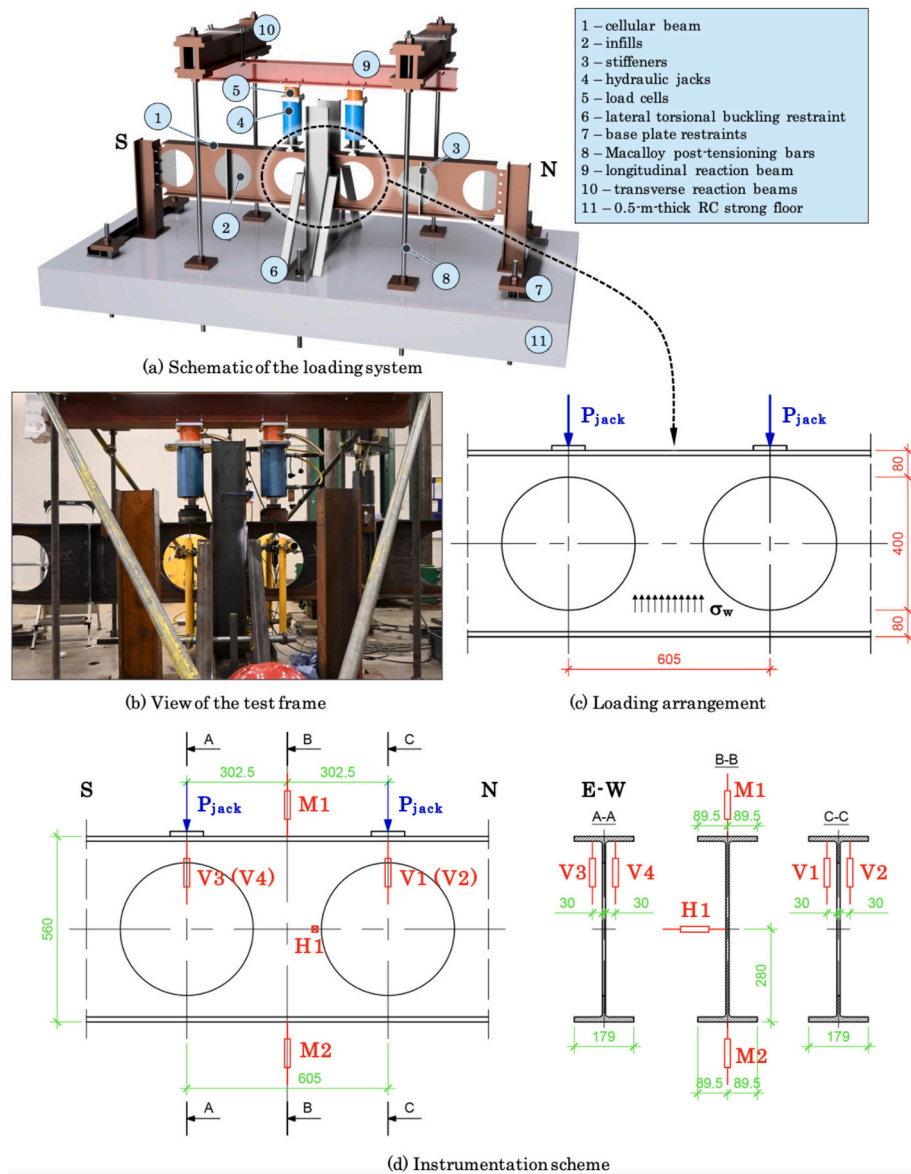 1 – cellular beam
2 – infills
3 – stiffeners
4 – hydraulic jacks
5 – load cells
6 – lateral torsional buckling restraint
7 – base plate restraints
8 – Macalloy post-tensioning bars
9 – longitudinal reaction beam
10 – transverse reaction beams
11 – 0.5-m-thick RC strong floor
10
9
5
4
1
3
S
N
2
6
8
7
11
(a) Schematic of the loading system
P_jack P_jack
80
400
σ_w
80
605
(b) View of the test frame
(c) Loading arrangement
A B C
302.5 302.5
S N
M1
P_jack P_jack
V3 (V4) V1 (V2)
560
H1
M2
605
A B C
E-W
B-B
M1
A-A
89.5 89.5
C-C
V3 V4
V1 V2
30 30
H1
30 30
280
179
M2
179
89.5 89.5
(d) Instrumentation scheme